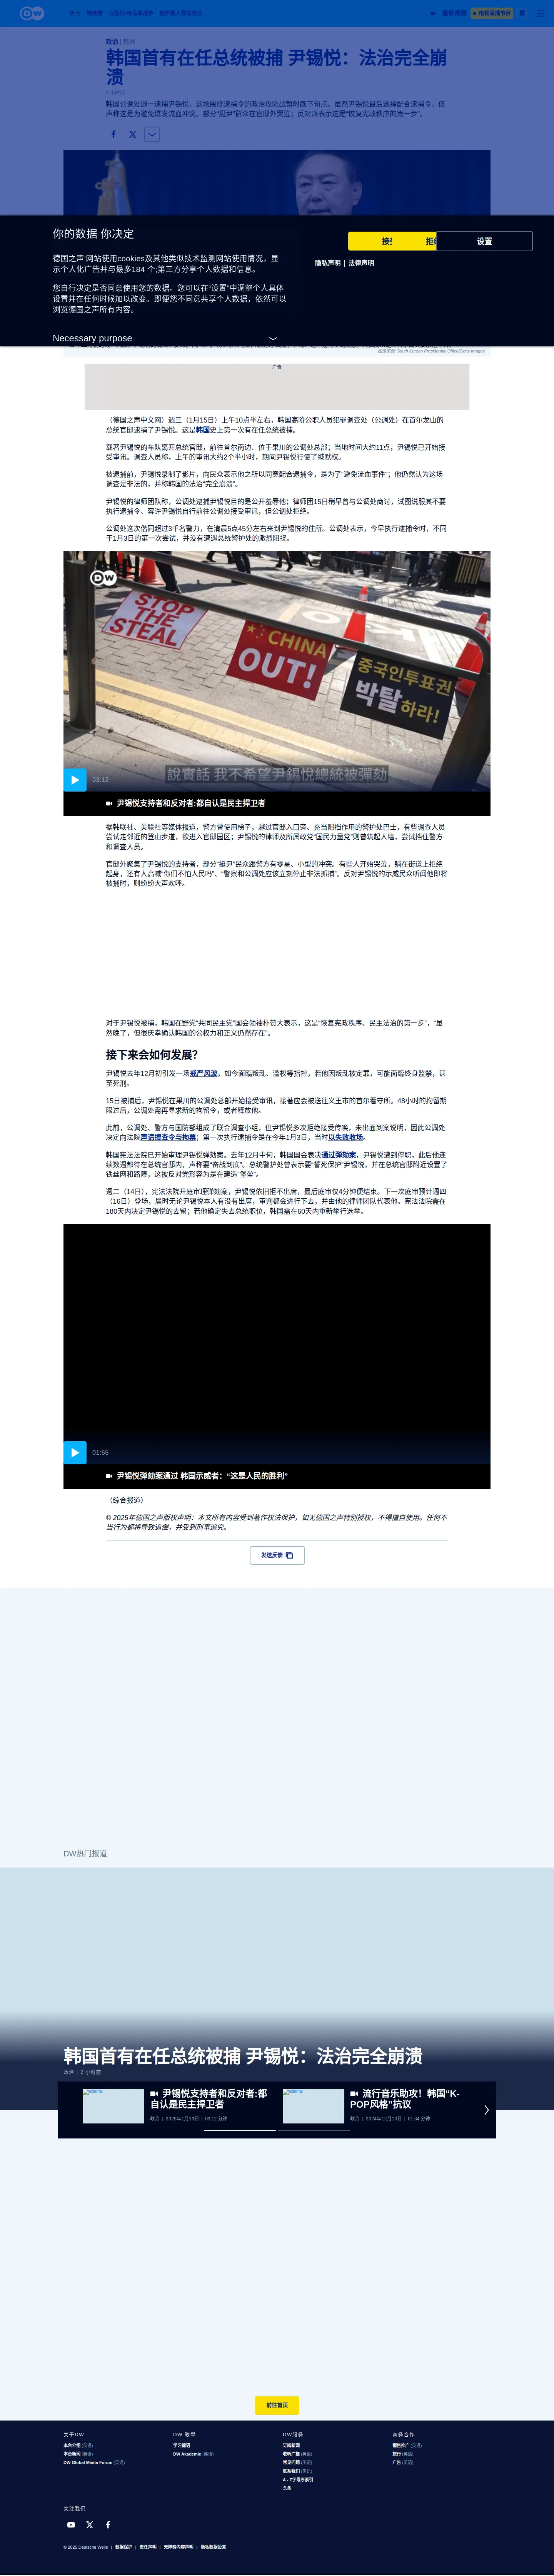 政治 | 韩国
韩国首有在任总统被捕 尹锡悦：法治完全崩
溃
2 小时前
韩国公调处週一逮捕尹锡悦，这场围绕逮捕令的政治攻防战暂时画下句点。虽然尹锡悦最后选择配合逮捕令，但
声称这是为避免爆发流血冲突。部分“挺尹”群众在官邸外哭泣；反对派表示这是“恢复宪政秩序的第一步”。
你的数据 你决定
德国之声'网站使用cookies及其他类似技术监测网站使用情况，显
示个人化广告并与最多184 个;第三方分享个人数据和信息。
您自行决定是否同意使用您的数据。您可以在“设置”中调整个人具体
设置并在任何时候加以改变。即使您不同意共享个人数据，依然可以
浏览德国之声所有内容。
Necessary purpose
设置
隐私声明 | 法律声明
图像来源: South Korean Presidential Office/Getty Images
广告
（德国之声中文网）週三（1月15日）上午10点半左右，韩国高阶公职人员犯罪调查处（公调处）在首尔龙山的
总统官邸逮捕了尹锡悦。这是韩国史上第一次有在任总统被捕。
载著尹锡悦的车队离开总统官邸，前往首尔南边、位于果川的公调处总部；当地时间大约11点，尹锡悦已开始接
受审讯。调查人员称，上午的审讯大约2个半小时，期间尹锡悦行使了缄默权。
被逮捕前，尹锡悦录制了影片，向民众表示他之所以同意配合逮捕令，是为了“避免流血事件”；他仍然认为这场
调查是非法的，并称韩国的法治“完全崩溃”。
尹锡悦的律师团队称，公调处逮捕尹锡悦目的是公开羞辱他；律师团15日稍早曾与公调处商讨，试图说服其不要
执行逮捕令、容许尹锡悦自行前往公调处接受审讯，但公调处拒绝。
公调处这次偕同超过3千名警力，在清晨5点45分左右来到尹锡悦的住所。公调处表示，今早执行逮捕令时，不同
于1月3日的第一次尝试，并没有遭遇总统警护处的激烈阻挠。
DW
STOP THE STEAL
CHINA OUT!
중국인투표권 박탈하라!
說實話 我不希望尹錫悅總統被彈劾
03:12
尹锡悦支持者和反对者:都自认是民主捍卫者
据韩联社、美联社等媒体报道，警方曾使用梯子，越过官邸入口旁、充当阻挡作用的警护处巴士，有些调查人员
尝试走邻近的登山步道，欲进入官邸园区；尹锡悦的律师及所属政党“国民力量党”则曾筑起人墙，尝试挡住警方
和调查人员。
官邸外聚集了尹锡悦的支持者，部分“挺尹”民众跟警方有零星、小型的冲突。有些人开始哭泣，躺在街道上拒绝
起身，还有人高喊“你们不怕人民吗”、“警察和公调处应该立刻停止非法抓捕”。反对尹锡悦的示威民众听闻他即将
被捕时，则纷纷大声欢呼。
对于尹锡悦被捕，韩国在野党“共同民主党”国会领袖朴赞大表示，这是“恢复宪政秩序、民主法治的第一步”，“虽
然晚了，但很庆幸确认韩国的公权力和正义仍然存在”。
接下来会如何发展？
尹锡悦去年12月初引发一场戒严风波，如今面临叛乱、滥权等指控，若他因叛乱被定罪，可能面临终身监禁，甚
至死刑。
15日被捕后，尹锡悦在果川的公调处总部开始接受审讯，接著应会被送往义王市的首尔看守所。48小时的拘留期
限过后，公调处需再寻求新的拘留令，或者释放他。
此前，公调处、警方与国防部组成了联合调查小组，但尹锡悦多次拒绝接受传唤，未出面到案说明，因此公调处
决定向法院声请搜查令与拘票；第一次执行逮捕令是在今年1月3日，当时以失败收场。
韩国宪法法院已开始审理尹锡悦弹劾案。去年12月中旬，韩国国会表决通过弹劾案，尹锡悦遭到停职，此后他连
续数週都待在总统官邸内，声称要“奋战到底”。总统警护处曾表示要“誓死保护”尹锡悦，并在总统官邸附近设置了
铁丝网和路障，这被反对党形容为是在建造“堡垒”。
週二（14日），宪法法院开庭审理弹劾案，尹锡悦依旧拒不出席，最后庭审仅4分钟便结束。下一次庭审预计週四
（16日）登场，届时无论尹锡悦本人有没有出席，审判都会进行下去，并由他的律师团队代表他。宪法法院需在
180天内决定尹锡悦的去留；若他确定失去总统职位，韩国需在60天内重新举行选举。
01:55
尹锡悦弹劾案通过 韩国示威者：“这是人民的胜利”
（综合报道）
© 2025年德国之声版权声明：本文所有内容受到著作权法保护，如无德国之声特别授权，不得擅自使用。任何不
当行为都将导致追偿，并受到刑事追究。
发送反馈
DW热门报道
韩国首有在任总统被捕 尹锡悦：法治完全崩溃
政治 | 2 小时前
尹锡悦支持者和反对者:都
自认是民主捍卫者
政治 | 2025年1月13日 | 03:12 分钟
流行音乐助攻！韩国“K-
POP风格”抗议
政治 | 2024年12月10日 | 01:34 分钟
前往首页
关于DW
本台介绍 (英语)
本台新闻 (英语)
DW Global Media Forum (英语)
DW 教学
学习德语
DW Akademie (英语)
DW服务
订阅新闻
收听广播 (英语)
常见问题 (英语)
联系我们 (英语)
A - Z字母序索引
头条
商务合作
销售推广 (英语)
旅行 (英语)
广告 (英语)
关注我们
© 2025 Deutsche Welle | 数据保护 | 责任声明 | 无障碍内容声明 | 隐私数据设置